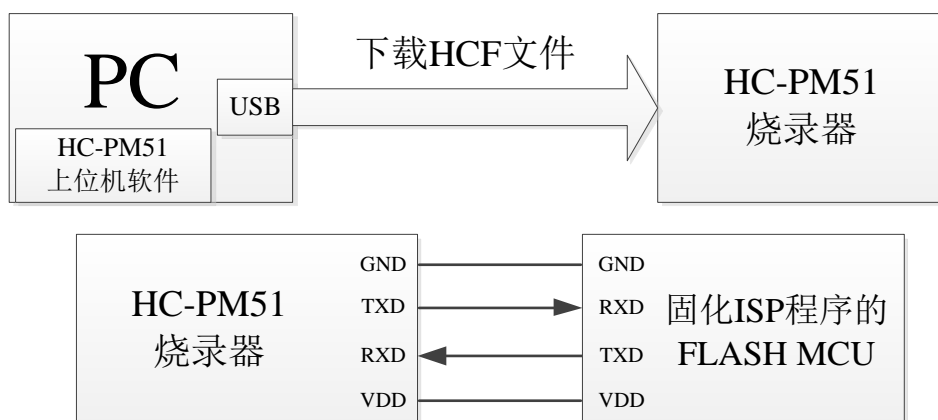 PC
USB
HC-PM51
上位机软件
下载HCF文件
HC-PM51
烧录器
HC-PM51
烧录器
GND
TXD
RXD
VDD
GND
RXD
TXD
VDD
固化ISP程序的
FLASH MCU